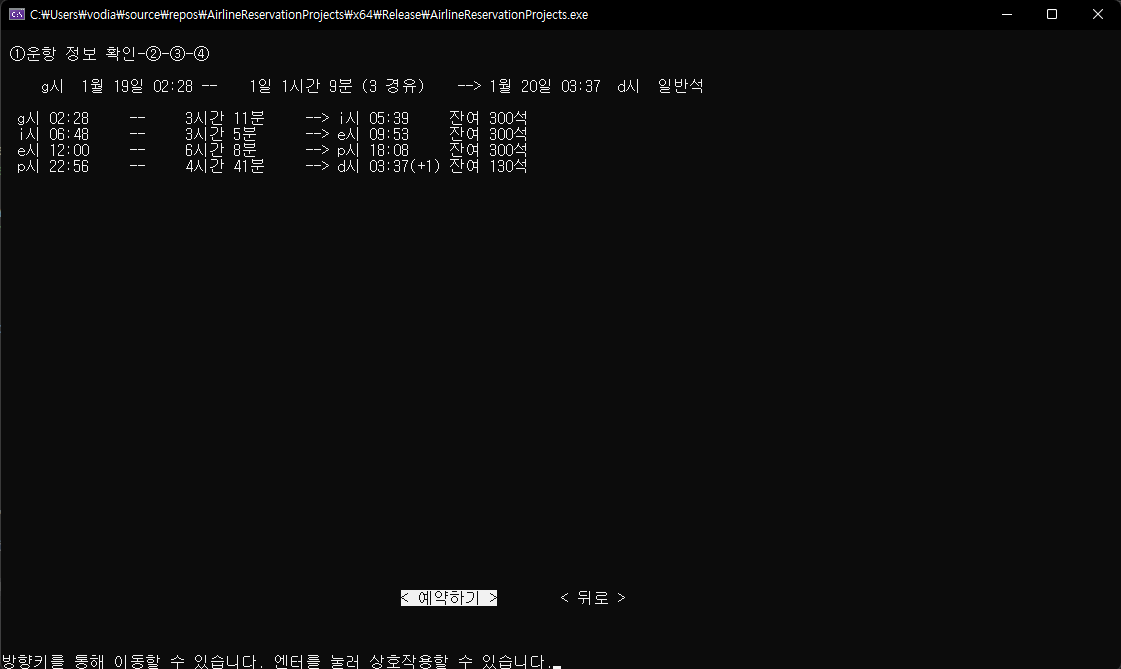 C:\Users\vodia\source\repos\AirlineReservationProjects\x64\Release\AirlineReservationProjects.exe
①운항 정보 확인-②-③-④
g시 1월 19일 02:28 -- 1일 1시간 9분 (3 경유) --> 1월 20일 03:37 d시 일반석
g시 02:28 -- 3시간 11분 --> i시 05:39 잔여 300석
i시 06:48 -- 3시간 5분 --> e시 09:53 잔여 300석
e시 12:00 -- 6시간 8분 --> p시 18:08 잔여 300석
p시 22:56 -- 4시간 41분 --> d시 03:37(+1) 잔여 130석
< 예약하기 > < 뒤로 >
방향키를 통해 이동할 수 있습니다. 엔터를 눌러 상호작용할 수 있습니다.